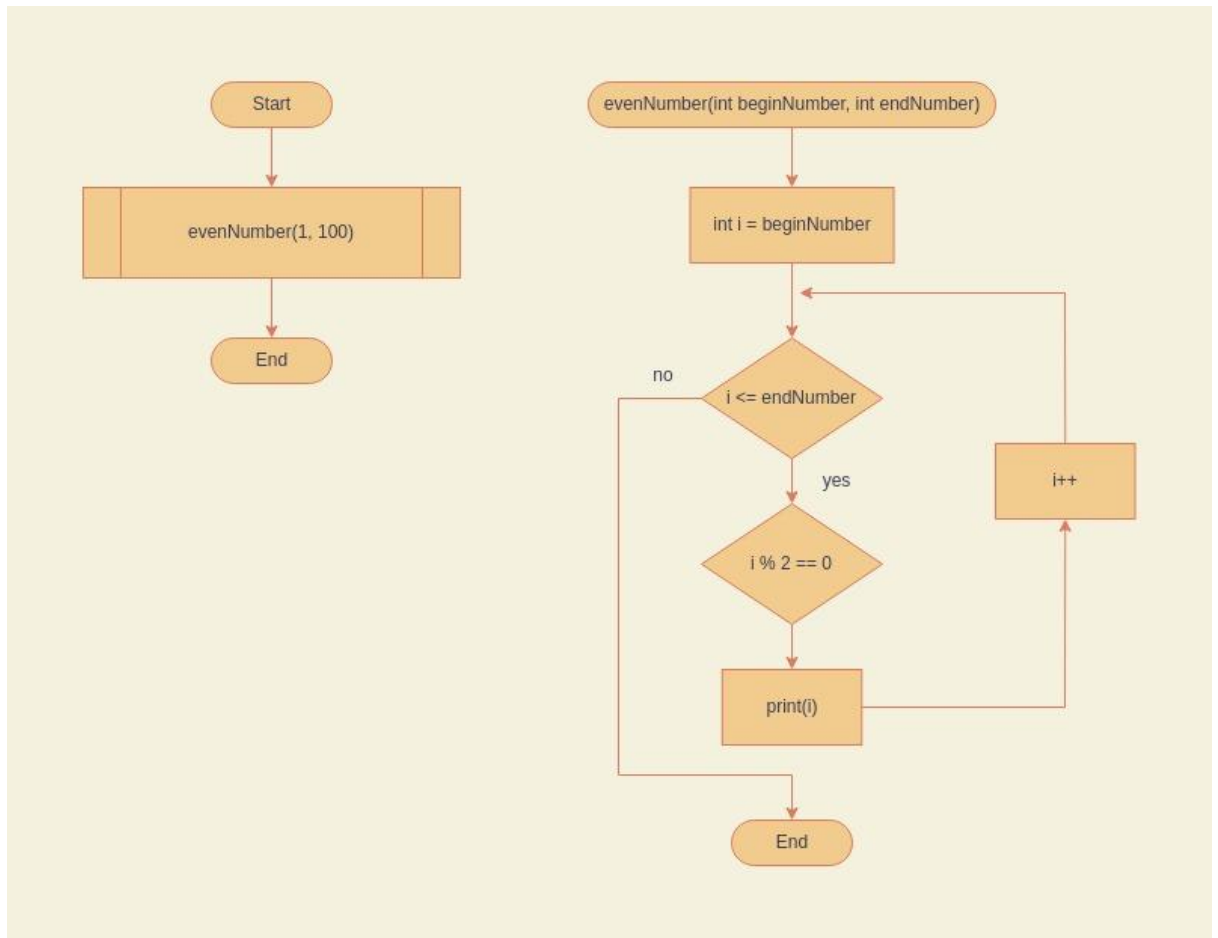 Start
evenNumber(1, 100)
End
evenNumber(int beginNumber, int endNumber)
int i = beginNumber
i <= endNumber
no
yes
i % 2 == 0
i++
print(i)
End